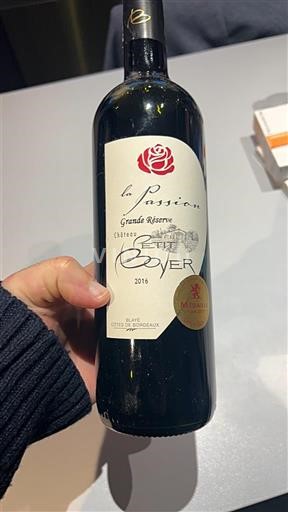 B
la Passion
Grande Réserve
Château
PETIT
BOYER
2016
BLAYE
CÔTES DE BORDEAUX